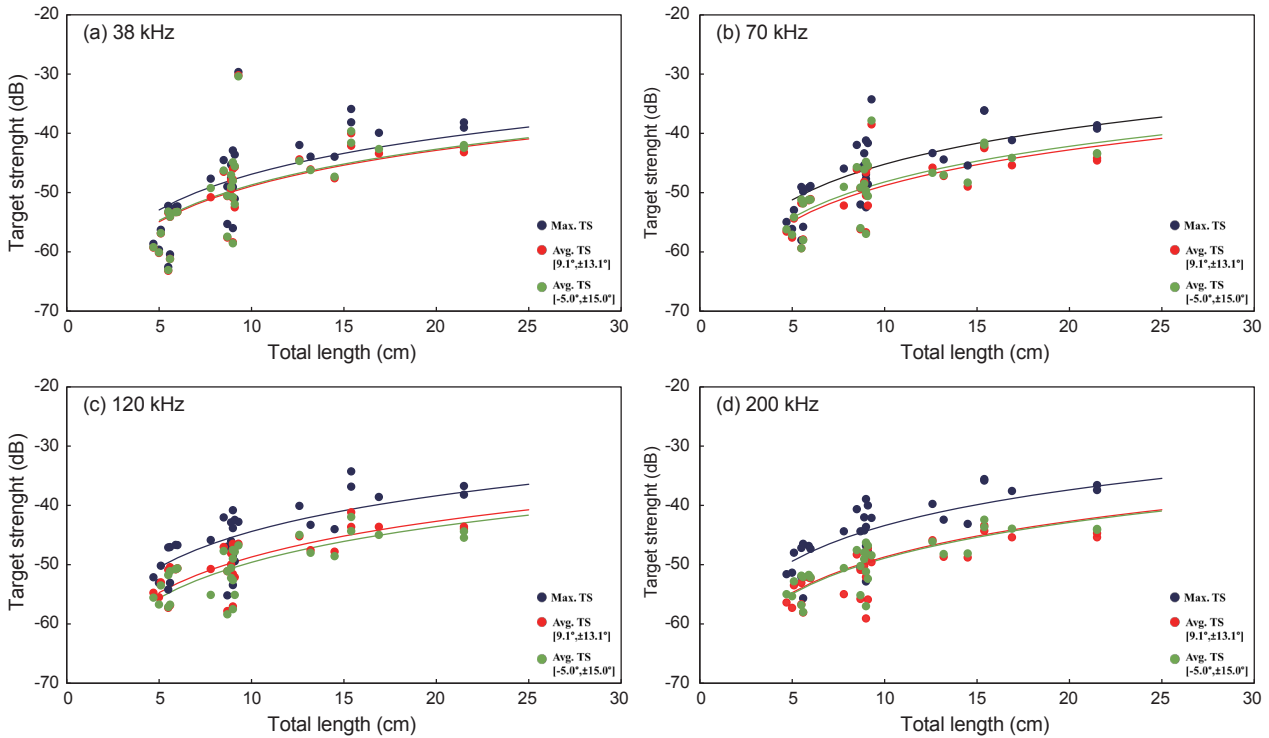 (a) 38 kHz
Target strenght (dB)
-20
-30
-40
-50
-60
-70
0
5
10
15
20
25
30
Total length (cm)
Max. TS
Avg. TS
[9.1°,±13.1°]
Avg. TS
[-5.0°,±15.0°]
(b) 70 kHz
Target strenght (dB)
-20
-30
-40
-50
-60
-70
0
5
10
15
20
25
30
Total length (cm)
Max. TS
Avg. TS
[9.1°,±13.1°]
Avg. TS
[-5.0°,±15.0°]
(c) 120 kHz
Target strenght (dB)
-20
-30
-40
-50
-60
-70
0
5
10
15
20
25
30
Total length (cm)
Max. TS
Avg. TS
[9.1°,±13.1°]
Avg. TS
[-5.0°,±15.0°]
(d) 200 kHz
Target strenght (dB)
-20
-30
-40
-50
-60
-70
0
5
10
15
20
25
30
Total length (cm)
Max. TS
Avg. TS
[9.1°,±13.1°]
Avg. TS
[-5.0°,±15.0°]